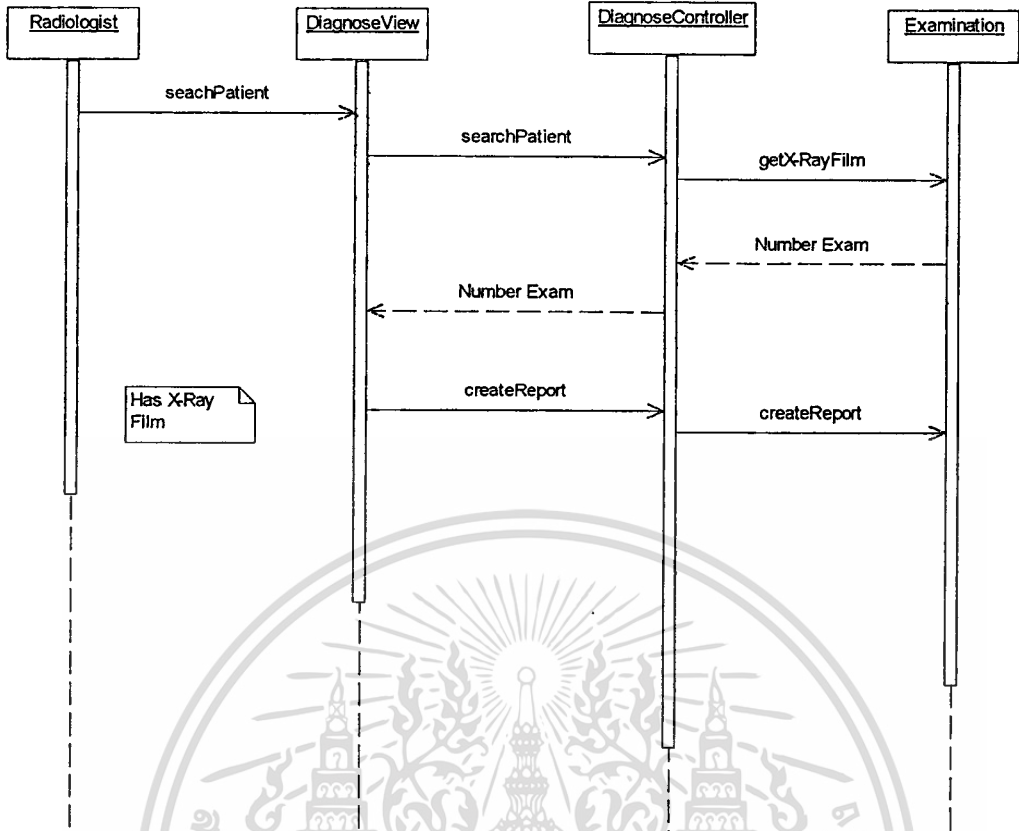 Radiologist
DiagnoseView
DiagnoseController
Examination
seachPatient
searchPatient
getX-RayFilm
Number Exam
Number Exam
Has X-Ray
Film
createReport
createReport